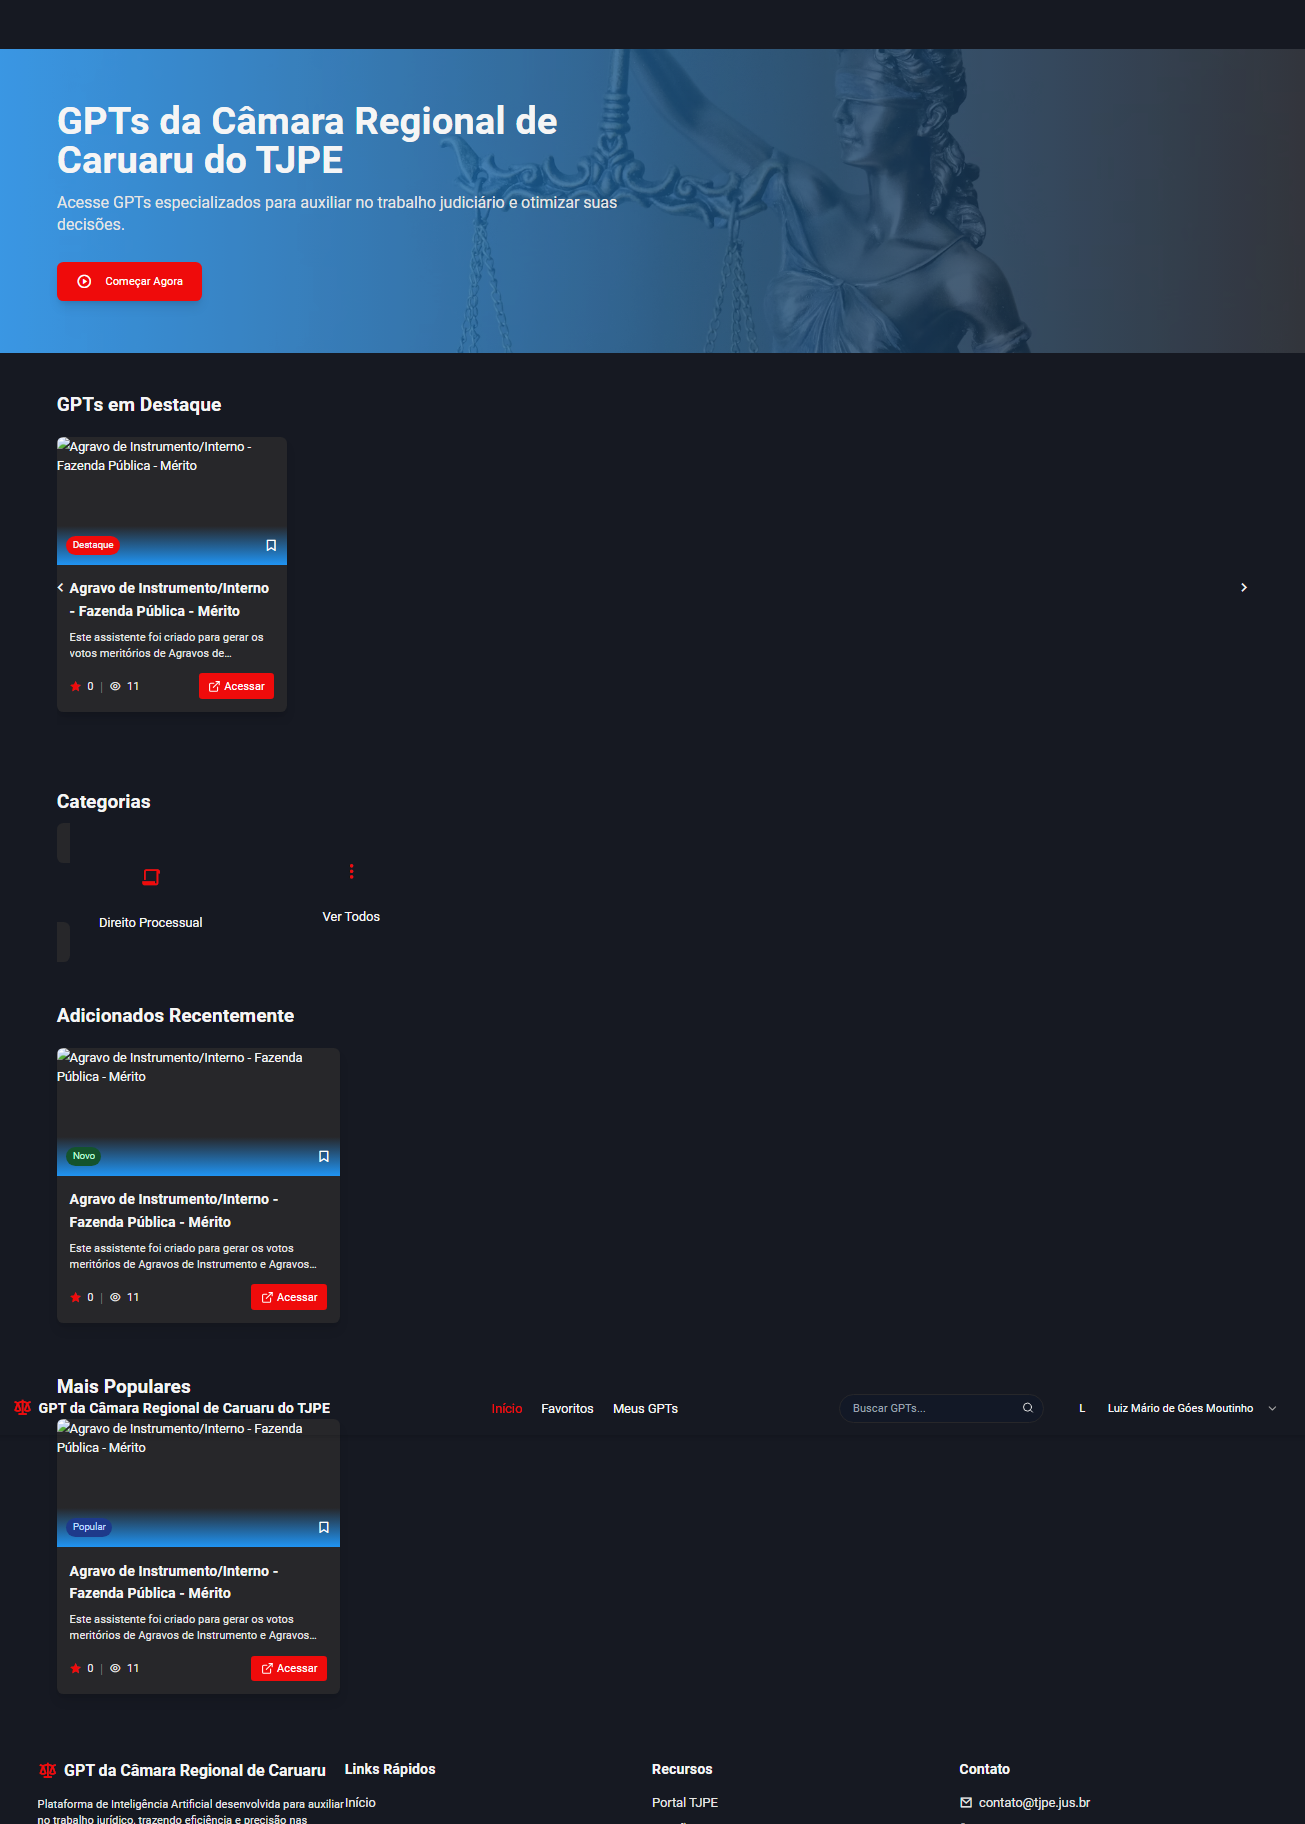 GPTs da Câmara Regional de
Caruaru do TJPE
Acesse GPTs especializados para auxiliar no trabalho judiciário e otimizar suas
decisões.
Começar Agora
GPTs em Destaque
Agravo de Instrumento/Interno -
Fazenda Pública - Mérito
Destaque
Agravo de Instrumento/Interno
- Fazenda Pública - Mérito
Este assistente foi criado para gerar os
votos meritórios de Agravos de...
0 | 11
Acessar
Categorias
Direito Processual
Ver Todos
Adicionados Recentemente
Agravo de Instrumento/Interno - Fazenda
Pública - Mérito
Novo
Agravo de Instrumento/Interno -
Fazenda Pública - Mérito
Este assistente foi criado para gerar os votos
meritórios de Agravos de Instrumento e Agravos...
0 | 11
Acessar
Mais Populares
GPT da Câmara Regional de Caruaru do TJPE
Início
Favoritos
Meus GPTs
Buscar GPTs...
L
Luiz Mário de Góes Moutinho
Agravo de Instrumento/Interno - Fazenda
Pública - Mérito
Popular
Agravo de Instrumento/Interno -
Fazenda Pública - Mérito
Este assistente foi criado para gerar os votos
meritórios de Agravos de Instrumento e Agravos...
0 | 11
Acessar
GPT da Câmara Regional de Caruaru
Plataforma de Inteligência Artificial desenvolvida para auxiliar
no trabalho jurídico, trazendo eficiência e precisão nas
Links Rápidos
Início
Recursos
Portal TJPE
Contato
contato@tjpe.jus.br